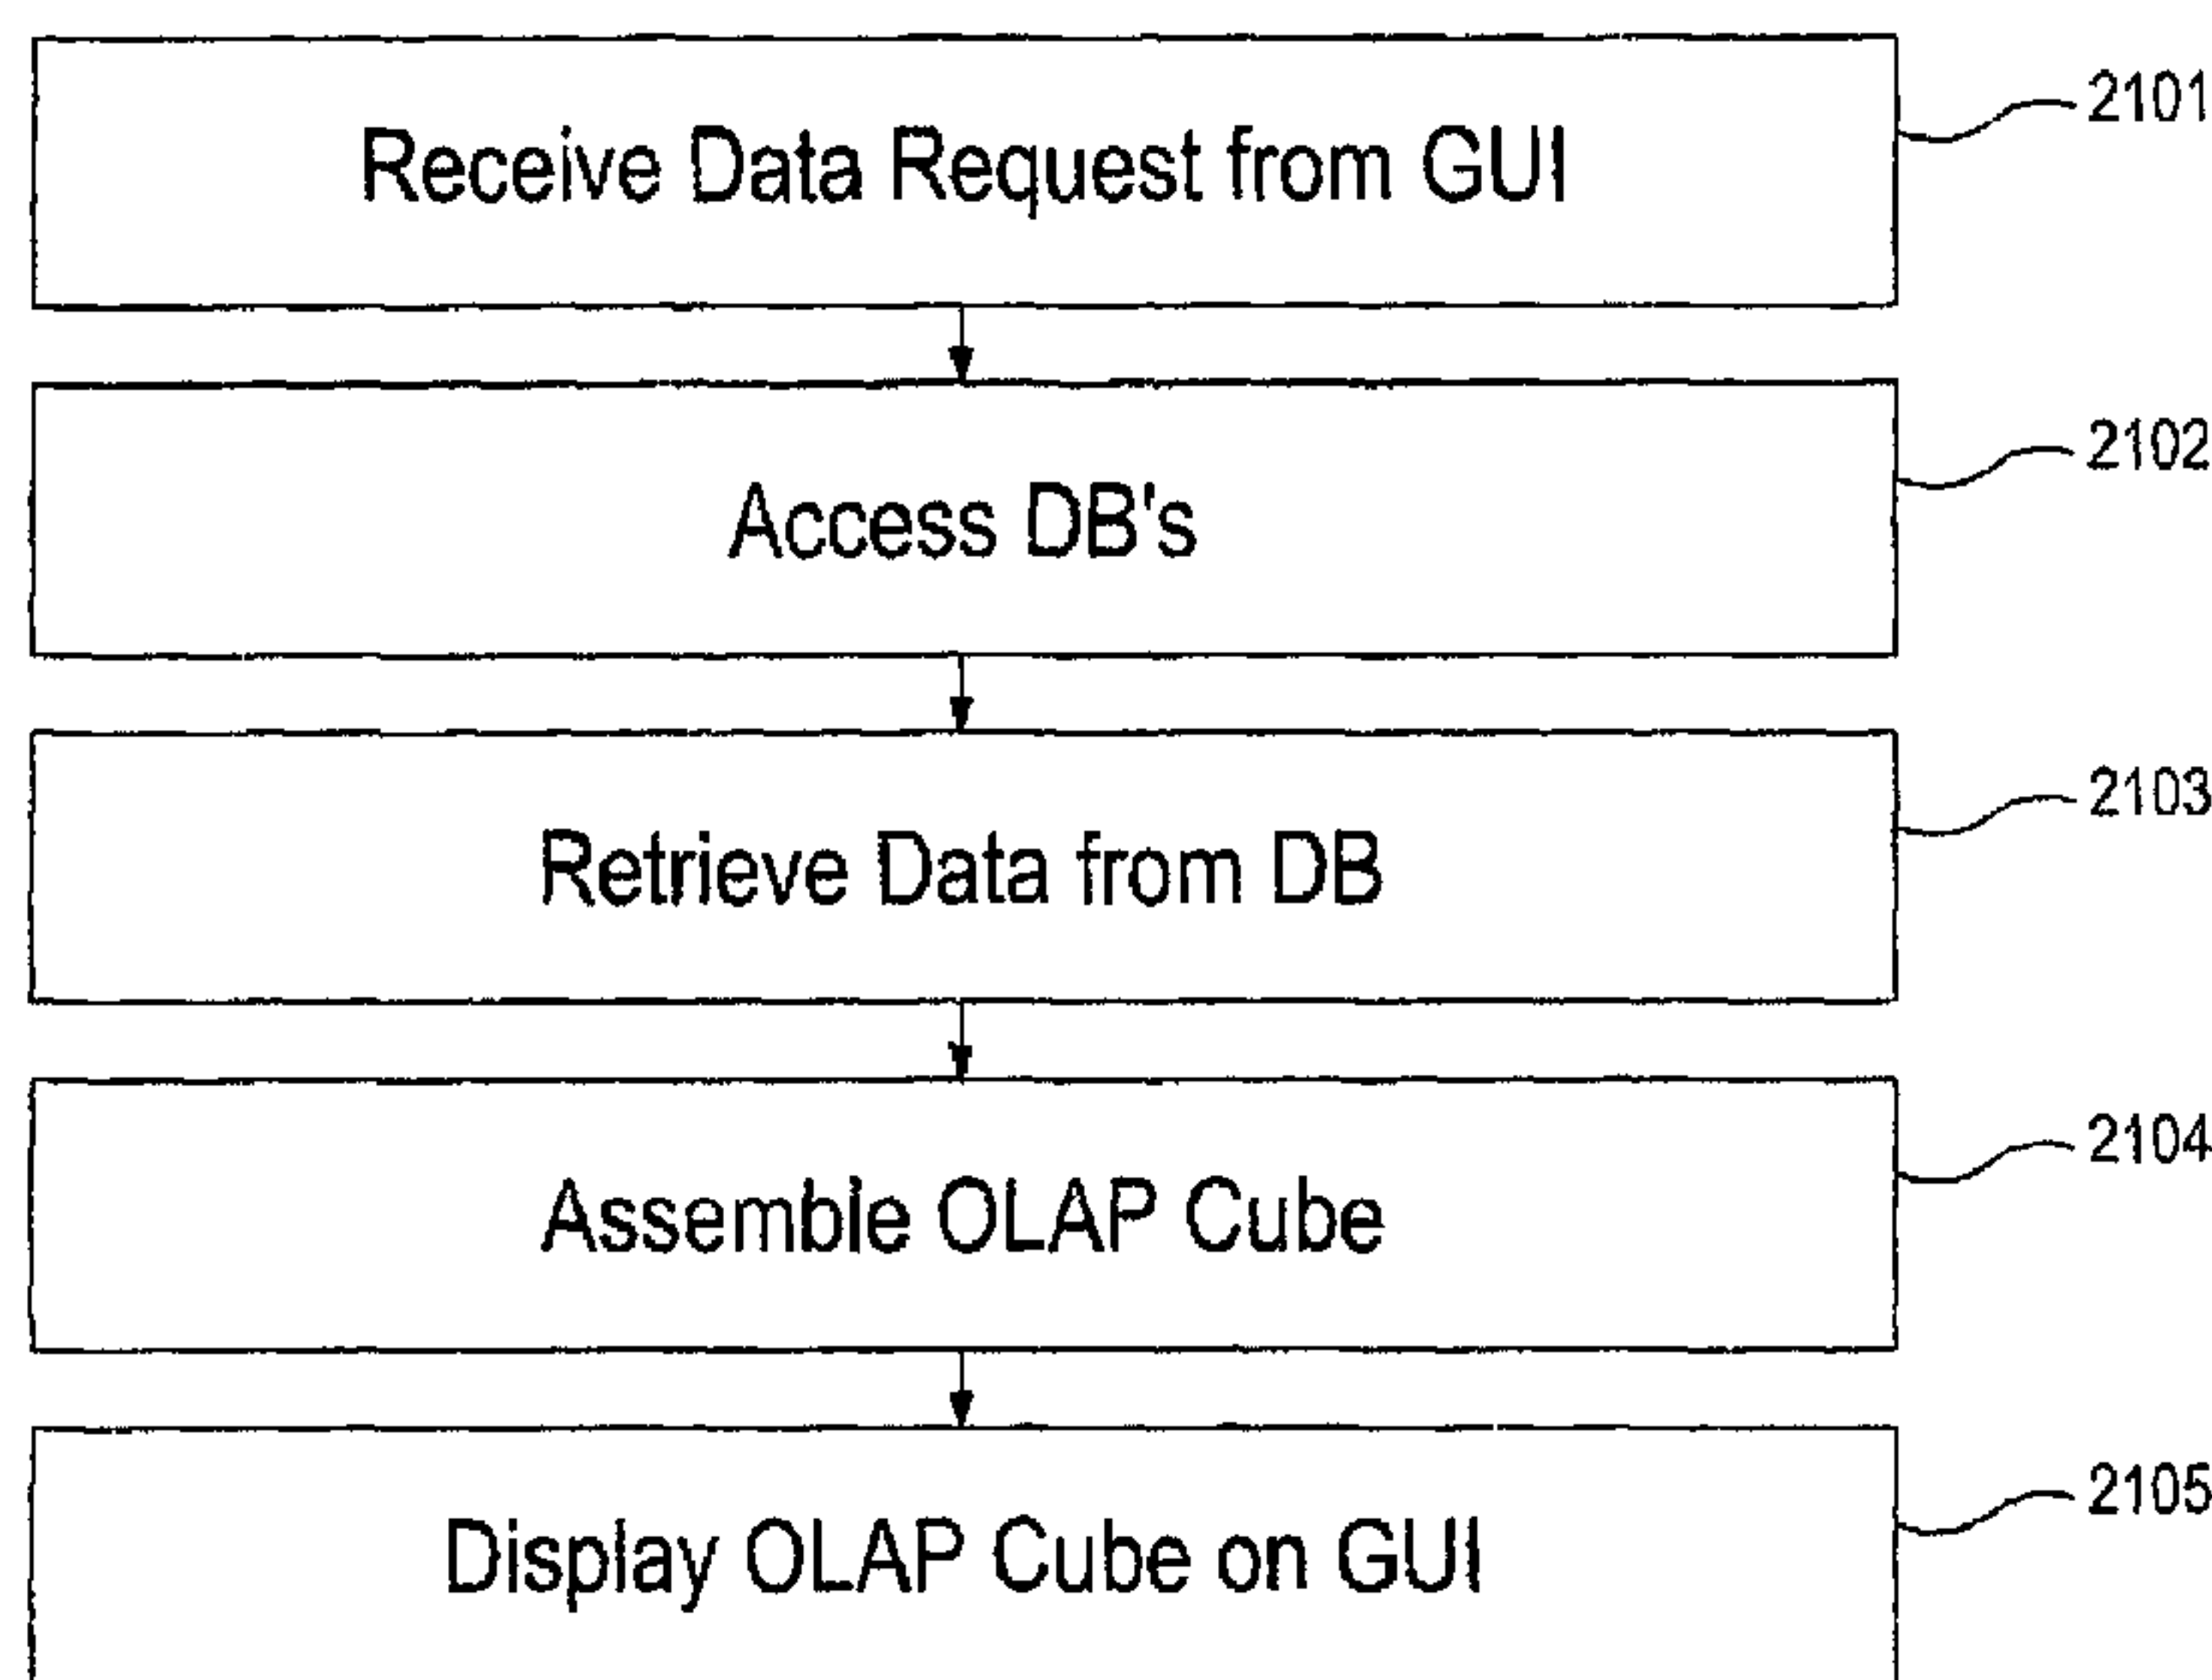 Receive Data Request from GUI
2101
Access DB's
2102
Retrieve Data from DB
2103
Assemble OLAP Cube
2104
Display OLAP Cube on GUI
2105